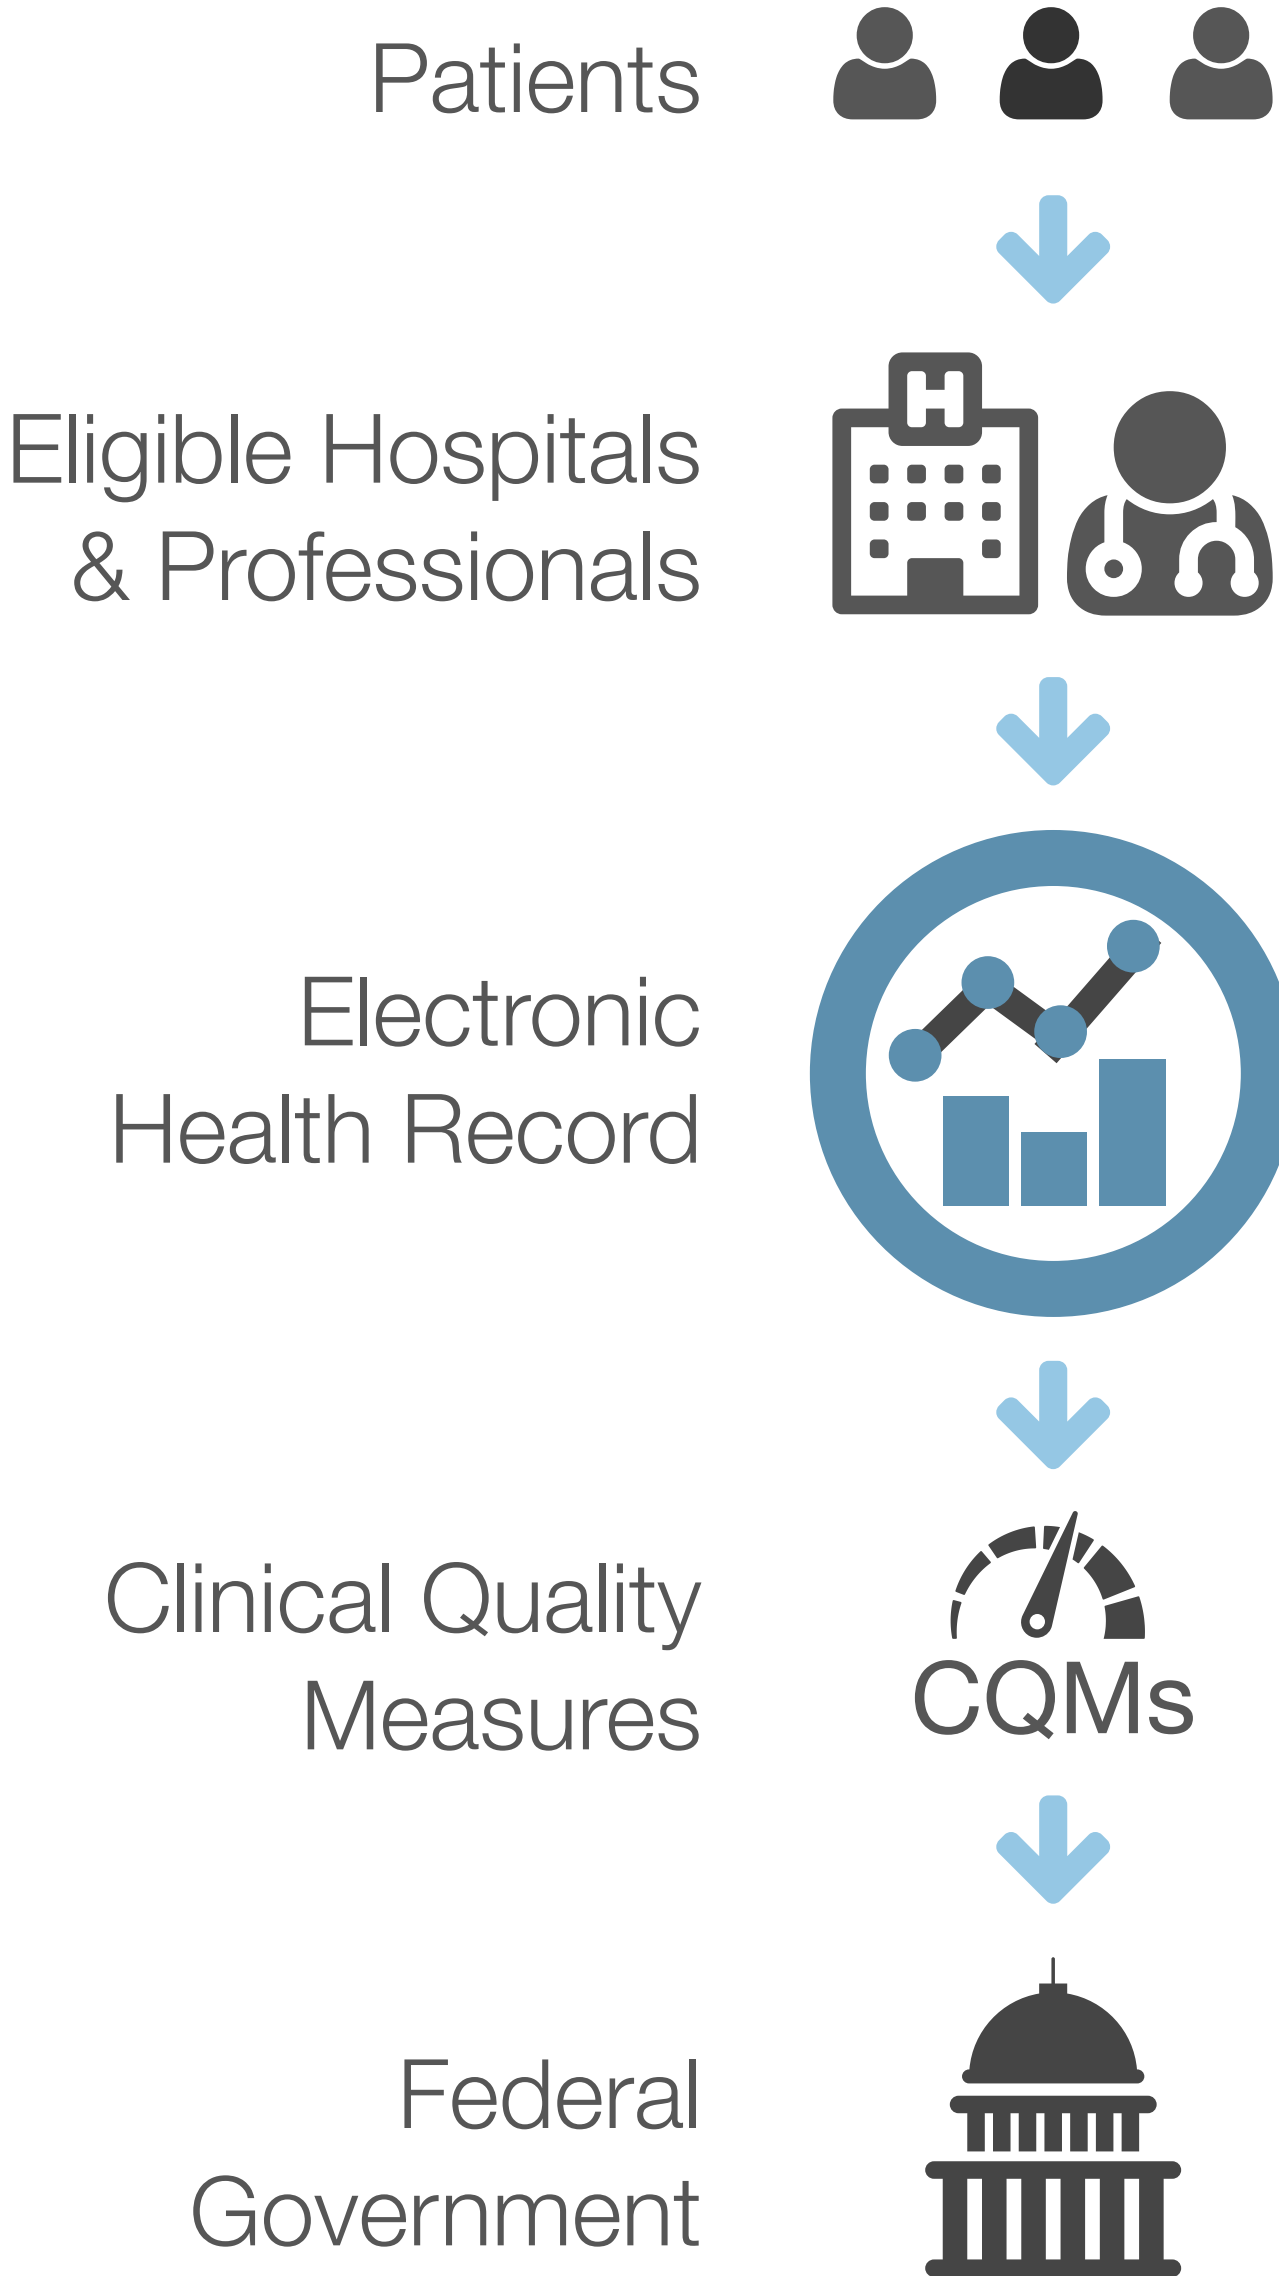 Patients
H
Eligible Hospitals
& Professionals
Electronic
Health Record
Clinical Quality
Measures
CQMs
Federal
Government